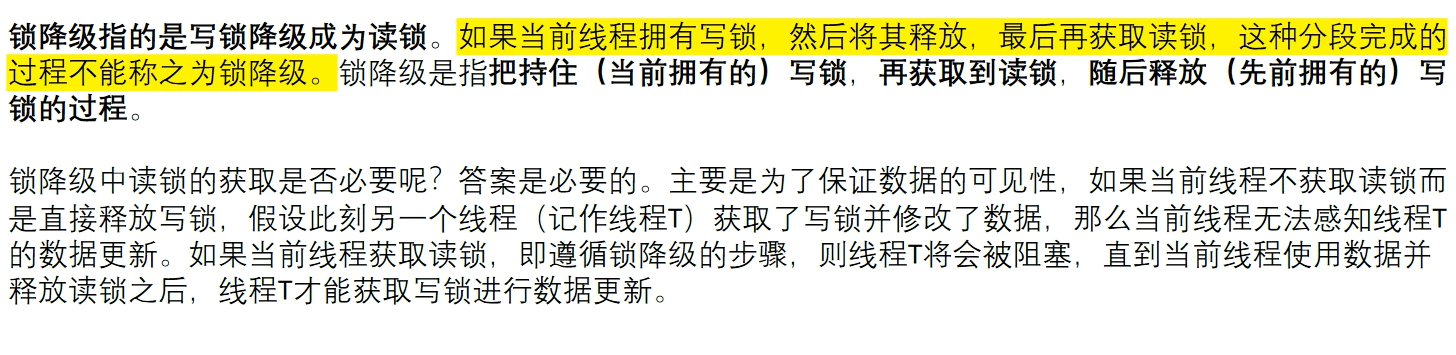 锁降级指的是写锁降级成为读锁。如果当前线程拥有写锁，然后将其释放，最后再获取读锁，这种分段完成的
过程不能称之为锁降级。锁降级是指把持住（当前拥有的）写锁，再获取到读锁，随后释放（先前拥有的）写
锁的过程。
锁降级中读锁的获取是否必要呢？答案是必要的。主要是为了保证数据的可见性，如果当前线程不获取读锁而
是直接释放写锁，假设此刻另一个线程（记作线程T）获取了写锁并修改了数据，那么当前线程无法感知线程T
的数据更新。如果当前线程获取读锁，即遵循锁降级的步骤，则线程T将会被阻塞，直到当前线程使用数据并
释放读锁之后，线程T才能获取写锁进行数据更新。